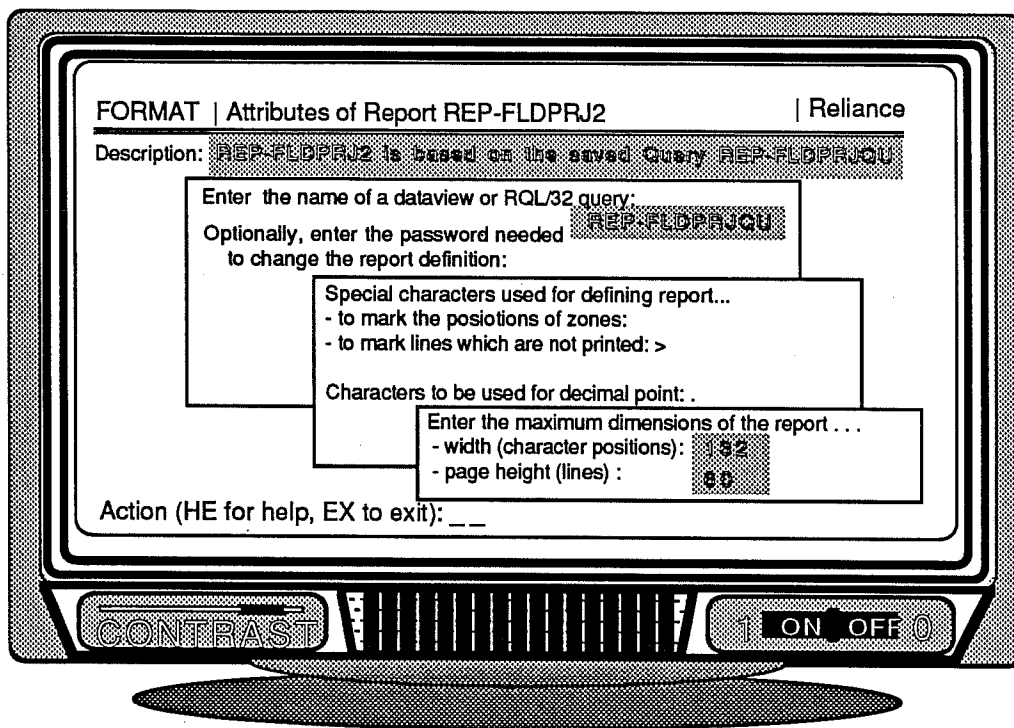 FORMAT | Attributes of Report REP-FLDPRJ2 | Reliance
Description: REP-FLDPRJ2 is based on the saved Query REP-FLDPRJQU
Enter the name of a dataview or RQL/32 query:
REP-FLDPRJQU
Optionally, enter the password needed
to change the report definition:
Special characters used for defining report...
- to mark the posiotions of zones:
- to mark lines which are not printed: >
Characters to be used for decimal point: .
Enter the maximum dimensions of the report . . .
- width (character positions): 132
- page height (lines) :
Action (HE for help, EX to exit): _ _
CONTRAST
1 ON OFF 0